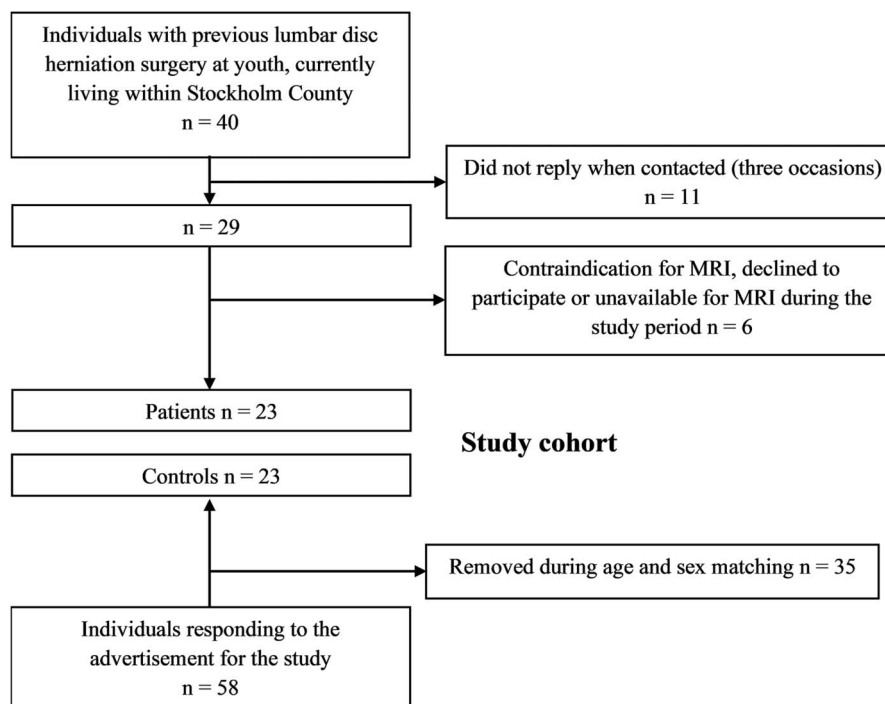 Individuals with previous lumbar disc
herniation surgery at youth, currently
living within Stockholm County
n = 40
Did not reply when contacted (three occasions)
n = 11
n = 29
Contraindication for MRI, declined to
participate or unavailable for MRI during the
study period n = 6
Patients n = 23
Study cohort
Controls n = 23
Removed during age and sex matching n = 35
Individuals responding to the
advertisement for the study
n = 58